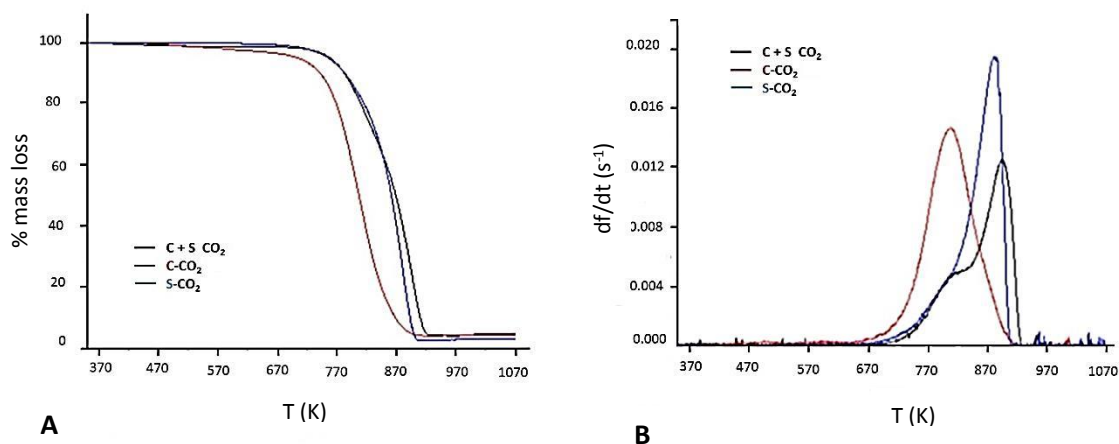 100
80
60
40
20
0
% mass loss
C + S CO₂
C-CO₂
S-CO₂
370 470 570 670 770 870 970 1070
T (K)
A
0.020
0.016
0.012
0.008
0.004
0.000
df/dt (s⁻¹)
C + S CO₂
C-CO₂
S-CO₂
370 470 570 670 770 870 970 1070
T (K)
B